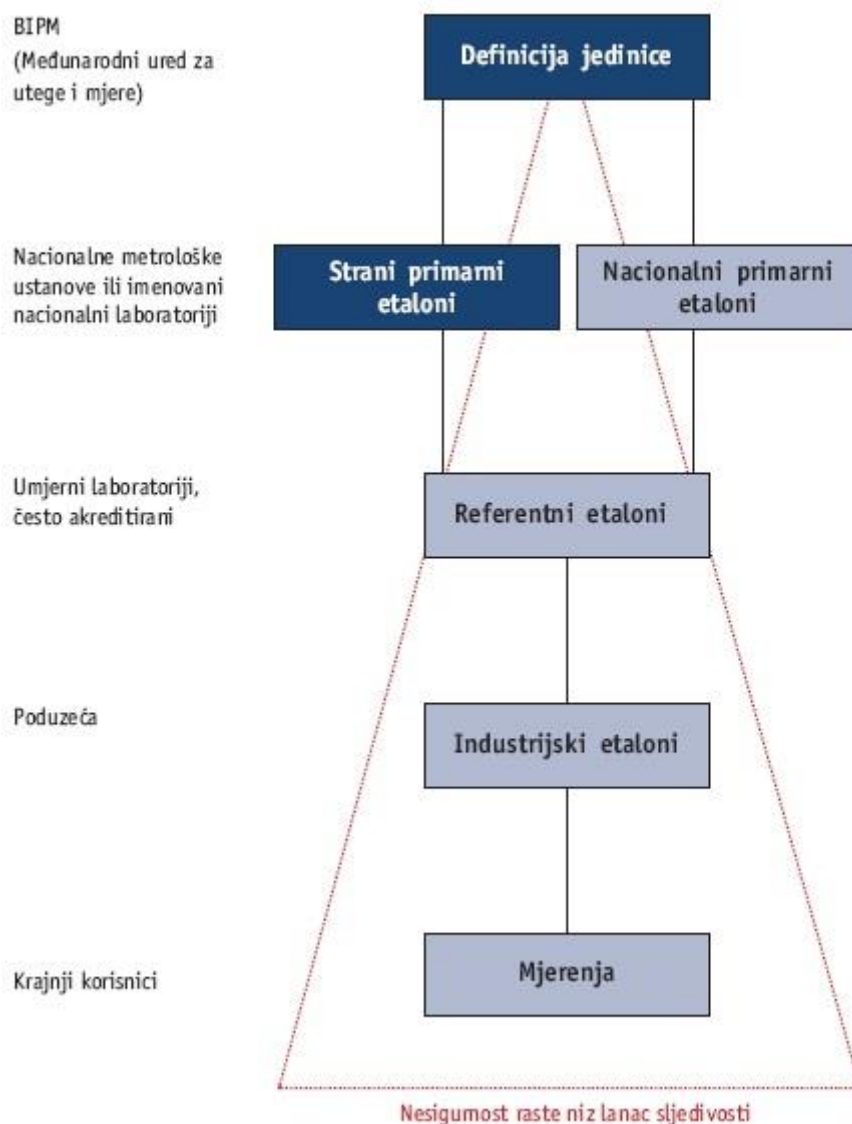 BIPM
(Međunarodni ured za
utege i mjere)
Definicija jedinice
Nacionalne metrološke
ustanove ili imenovani
nacionalni laboratoriji
Strani primarni
etaloni
Nacionalni primarni
etaloni
Umjerni laboratoriji,
često akreditirani
Referentni etaloni
Poduzeća
Industrijski etaloni
Krajnji korisnici
Mjerenja
Nesigurnost raste niz lanac sljedivosti